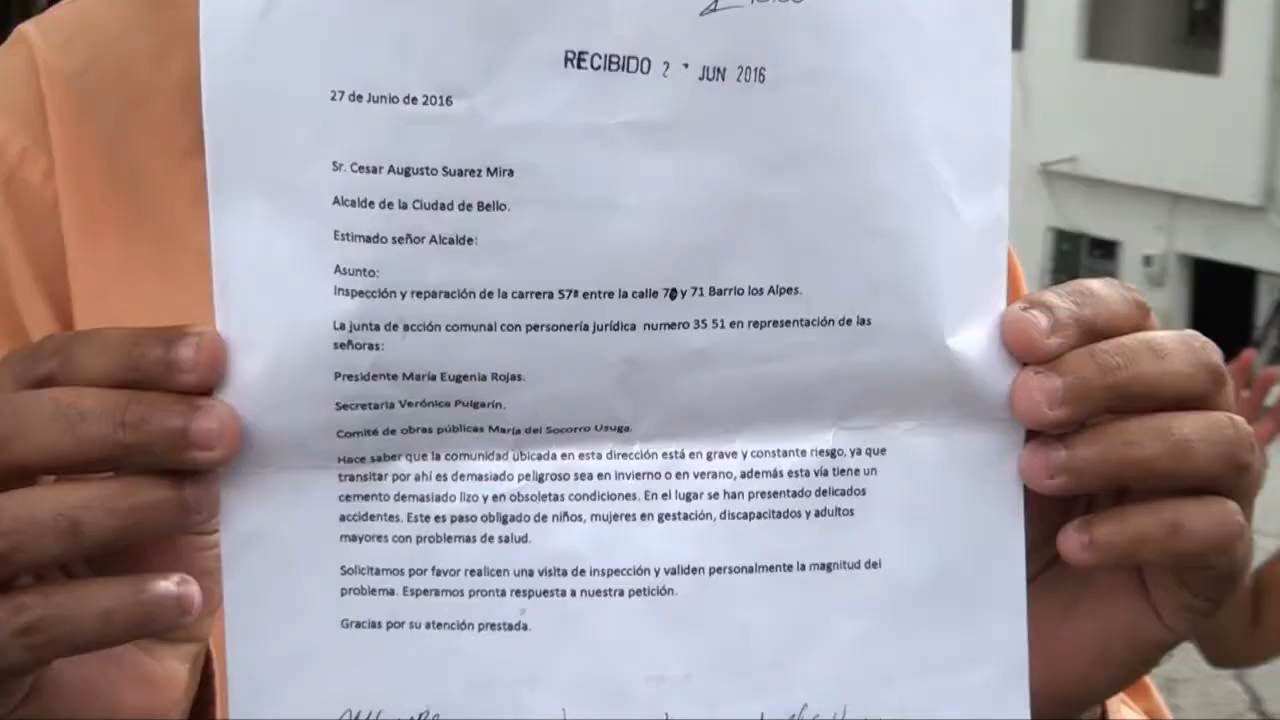 RECIBIDO 2 JUN 2016
27 de Junio de 2016
Sr. Cesar Augusto Suarez Mira
Alcalde de la Ciudad de Bello.
Estimado señor Alcalde:
Asunto:
Inspección y reparación de la carrera 57ª entre la calle 70 y 71 Barrio los Alpes.
La junta de acción comunal con personería jurídica numero 35 51 en representación de las
señoras:
Presidente María Eugenia Rojas.
Secretaria Verónica Pulgarín.
Comité de obras públicas María del Socorro Usuga.
Hace saber que la comunidad ubicada en esta dirección está en grave y constante riesgo, ya que
transitar por ahí es demasiado peligroso sea en invierno o en verano, además esta vía tiene un
cemento demasiado lizo y en obsoletas condiciones. En el lugar se han presentado delicados
accidentes. Este es paso obligado de niños, mujeres en gestación, discapacitados y adultos
mayores con problemas de salud.
Solicitamos por favor realicen una visita de inspección y validen personalmente la magnitud del
problema. Esperamos pronta respuesta a nuestra petición.
Gracias por su atención prestada.